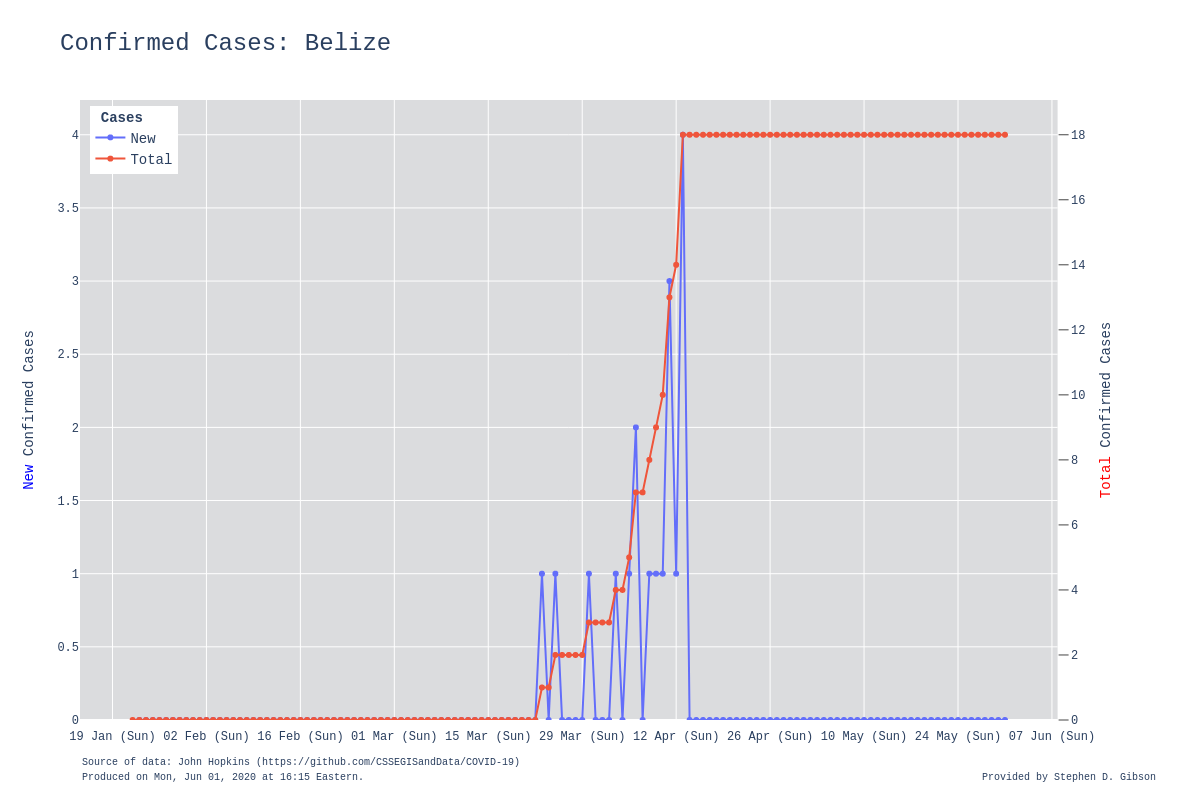 Confirmed Cases: Belize
Cases
New
Total
4
3.5
3
2.5
2
1.5
1
0.5
0
New Confirmed Cases
18
16
14
12
10
8
6
4
2
0
Total Confirmed Cases
19 Jan (Sun) 02 Feb (Sun) 16 Feb (Sun) 01 Mar (Sun) 15 Mar (Sun) 29 Mar (Sun) 12 Apr (Sun) 26 Apr (Sun) 10 May (Sun) 24 May (Sun) 07 Jun (Sun)
Source of data: John Hopkins (https://github.com/CSSEGISandData/COVID-19)
Produced on Mon, Jun 01, 2020 at 16:15 Eastern.
Provided by Stephen D. Gibson